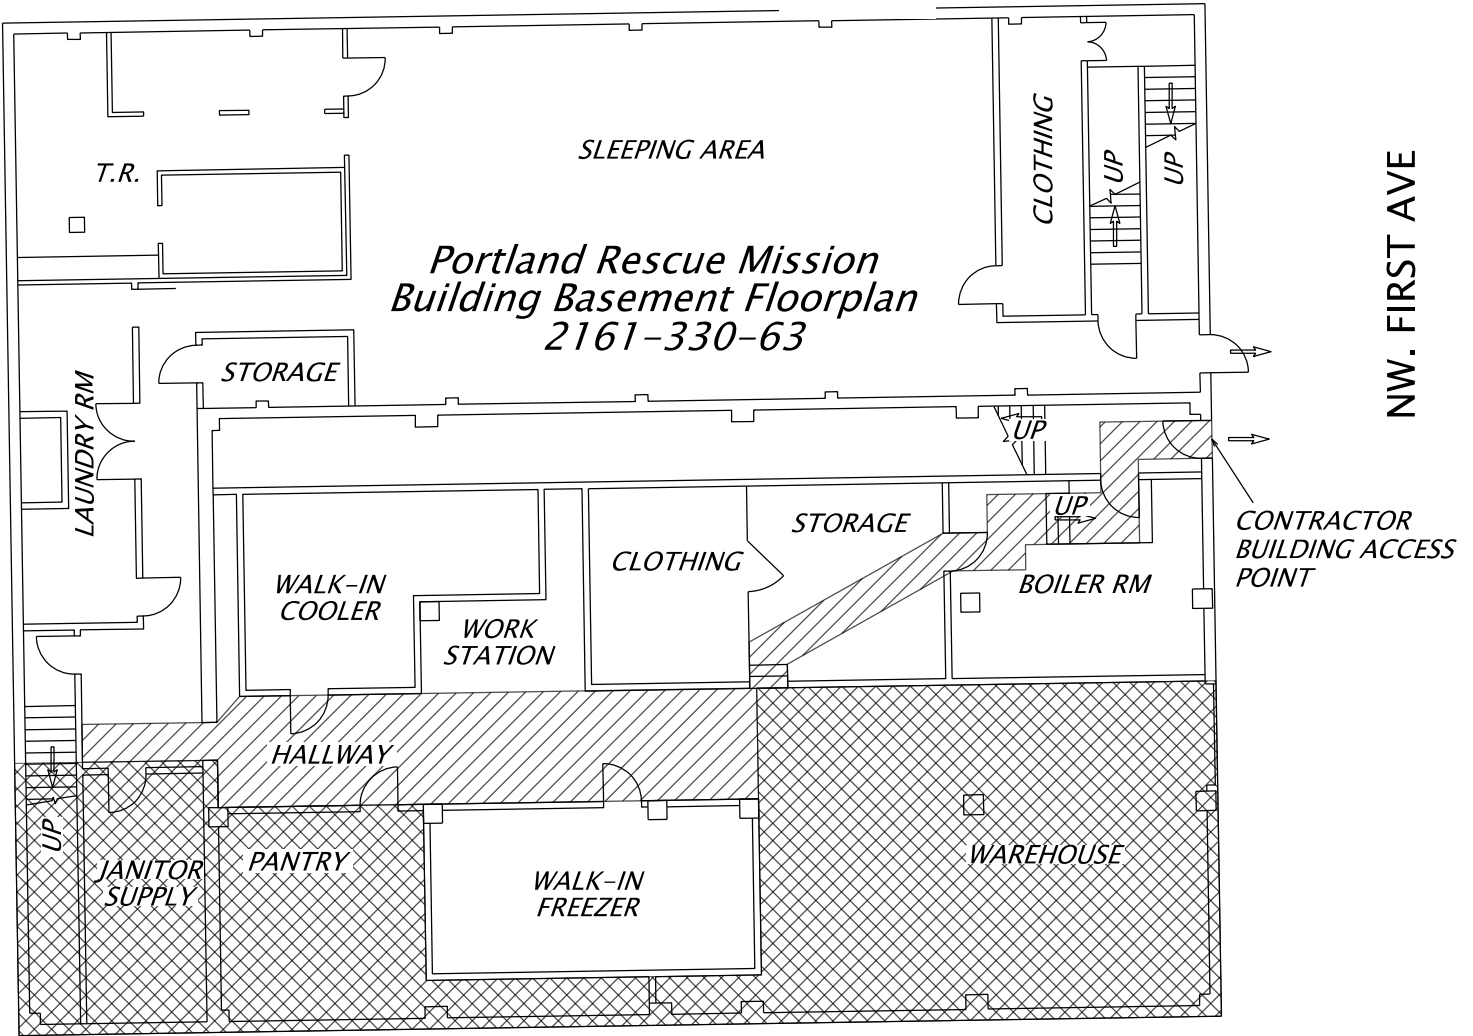 SLEEPING AREA
T.R.
CLOTHING
UP
UP
NW. FIRST AVE
Portland Rescue Mission
Building Basement Floorplan
2161-330-63
STORAGE
LAUNDRY RM
UP
UP
STORAGE
CLOTHING
CONTRACTOR
BUILDING ACCESS
POINT
WALK-IN
COOLER
BOILER RM
WORK
STATION
HALLWAY
UP
JANITOR
SUPPLY
PANTRY
WALK-IN
FREEZER
WAREHOUSE